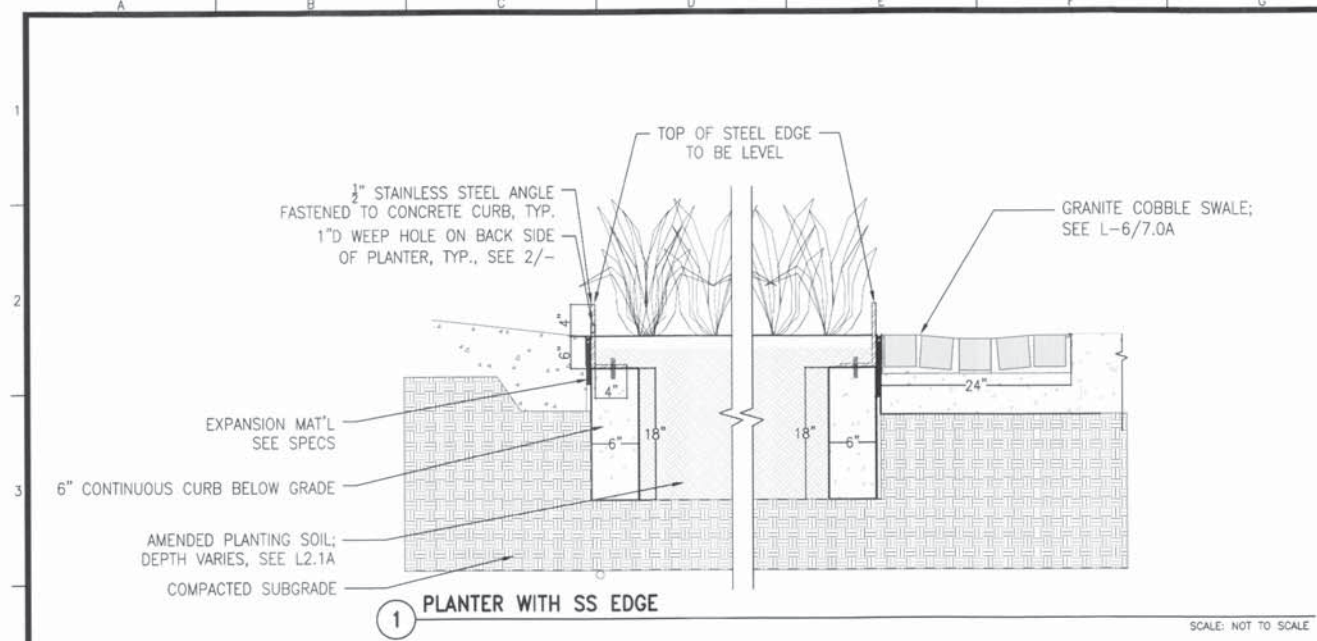 A B C D E F G
1
TOP OF STEEL EDGE
TO BE LEVEL
½" STAINLESS STEEL ANGLE
FASTENED TO CONCRETE CURB, TYP.
GRANITE COBBLE SWALE;
SEE L-6/7.0A
1"D WEEP HOLE ON BACK SIDE
OF PLANTER, TYP., SEE 2/-
2
4"
6"
4"
24"
EXPANSION MAT'L
SEE SPECS
6"
18"
18"
6"
6" CONTINUOUS CURB BELOW GRADE
3
AMENDED PLANTING SOIL;
DEPTH VARIES, SEE L2.1A
COMPACTED SUBGRADE
1 PLANTER WITH SS EDGE
SCALE: NOT TO SCALE